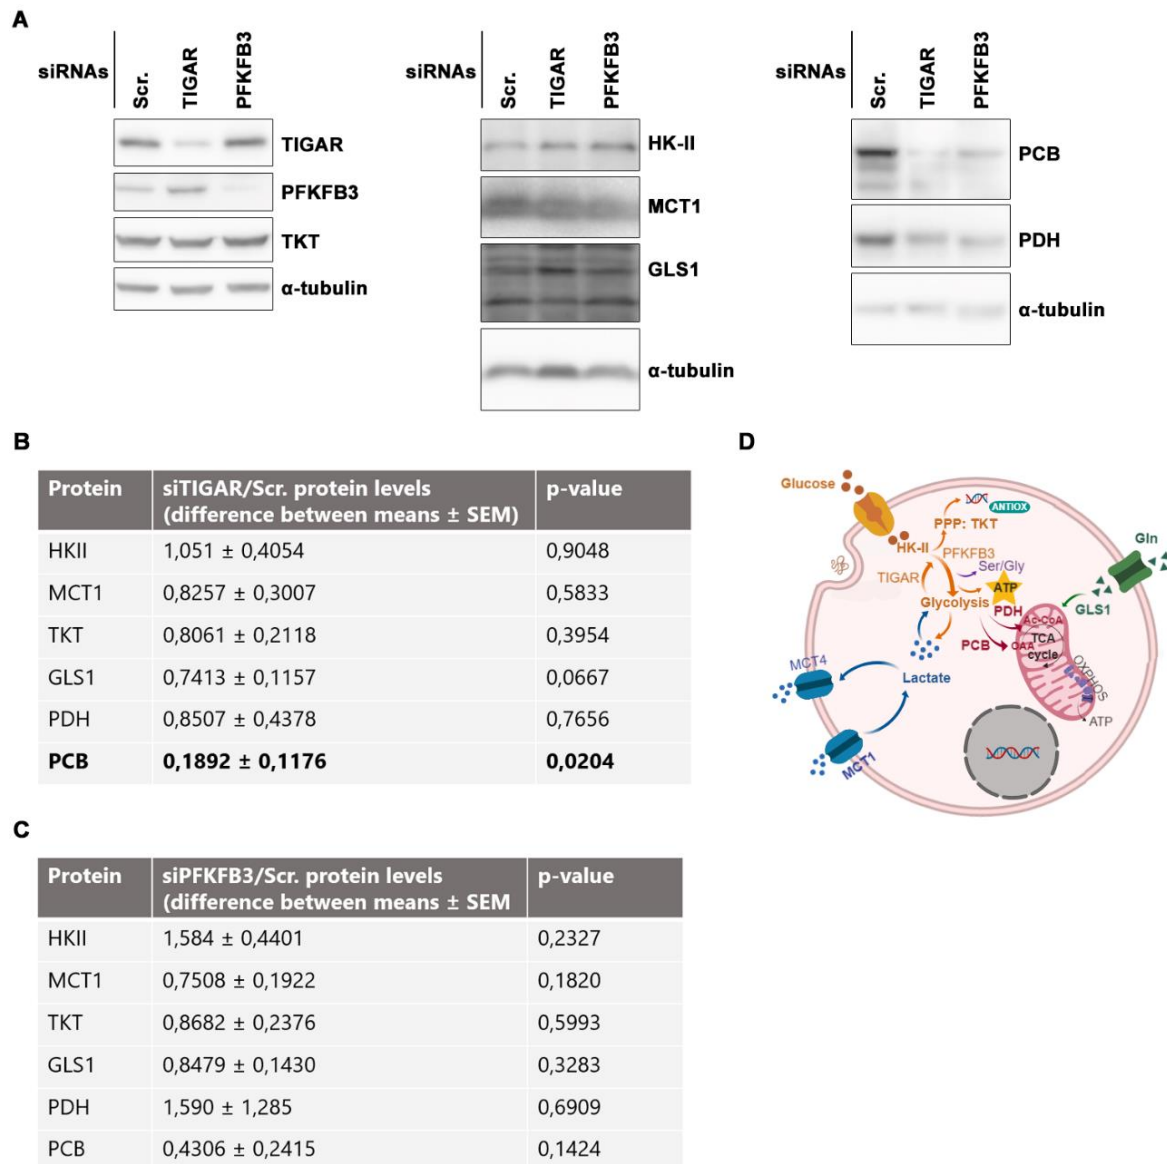 A
siRNAs
Scr.
TIGAR
PFKFB3
TIGAR
PFKFB3
TKT
α-tubulin
siRNAs
Scr.
TIGAR
PFKFB3
HK-II
MCT1
GLS1
α-tubulin
siRNAs
Scr.
TIGAR
PFKFB3
PCB
PDH
α-tubulin
B
Protein siTIGAR/Scr. protein levels (difference between means ± SEM) p-value
HKII 1,051 ± 0,4054 0,9048
MCT1 0,8257 ± 0,3007 0,5833
TKT 0,8061 ± 0,2118 0,3954
GLS1 0,7413 ± 0,1157 0,0667
PDH 0,8507 ± 0,4378 0,7656
PCB 0,1892 ± 0,1176 0,0204
C
Protein siPFKFB3/Scr. protein levels (difference between means ± SEM p-value
HKII 1,584 ± 0,4401 0,2327
MCT1 0,7508 ± 0,1922 0,1820
TKT 0,8682 ± 0,2376 0,5993
GLS1 0,8479 ± 0,1430 0,3283
PDH 1,590 ± 1,285 0,6909
PCB 0,4306 ± 0,2415 0,1424
D
Glucose
ANTIOX
PPP: TKT
HK-II
PFKFB3
Gln
TIGAR
Ser/Gly
ATP
Glycolysis
PDH
GLS1
Ac-CoA
PCB
OAA
TCA
cycle
OXPHOS
ATP
MCT4
Lactate
MCT1